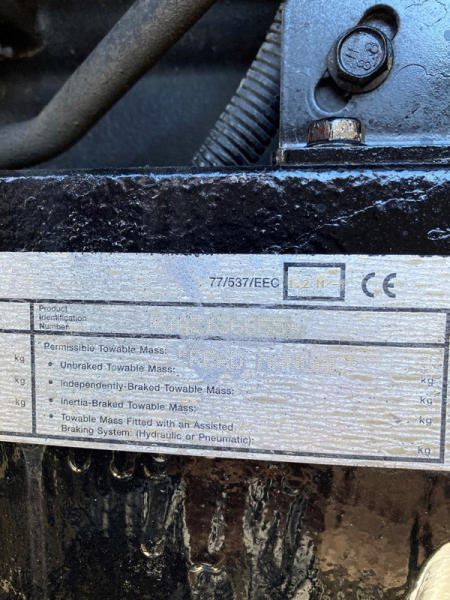 8.8
77/537/EEC CE
Product
Identification
Number
Permissible Towable Mass:
kg • Unbraked Towable Mass: kg
kg • Independently-Braked Towable Mass: kg
• Inertia-Braked Towable Mass: kg
kg • Towable Mass Fitted with an Assisted
Braking System: (Hydraulic or Pneumatic): kg